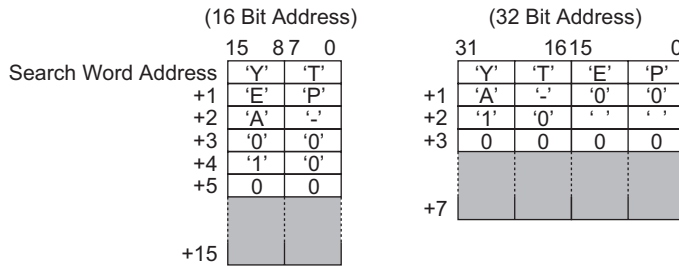 (16 Bit Address) (32 Bit Address)
15 8 7 0 31 16 15 0
Search Word Address ‘Y’ ‘T’ ‘Y’ ‘T’ ‘E’ ‘P’
+1 ‘E’ ‘P’ +1 ‘A’ ‘-’ ‘0’ ‘0’
+2 ‘A’ ‘-’ +2 ‘1’ ‘0’ ‘ ’ ‘ ’
+3 ‘0’ ‘0’ +3 0 0 0 0
+4 ‘1’ ‘0’
+5 0 0
+7
+15